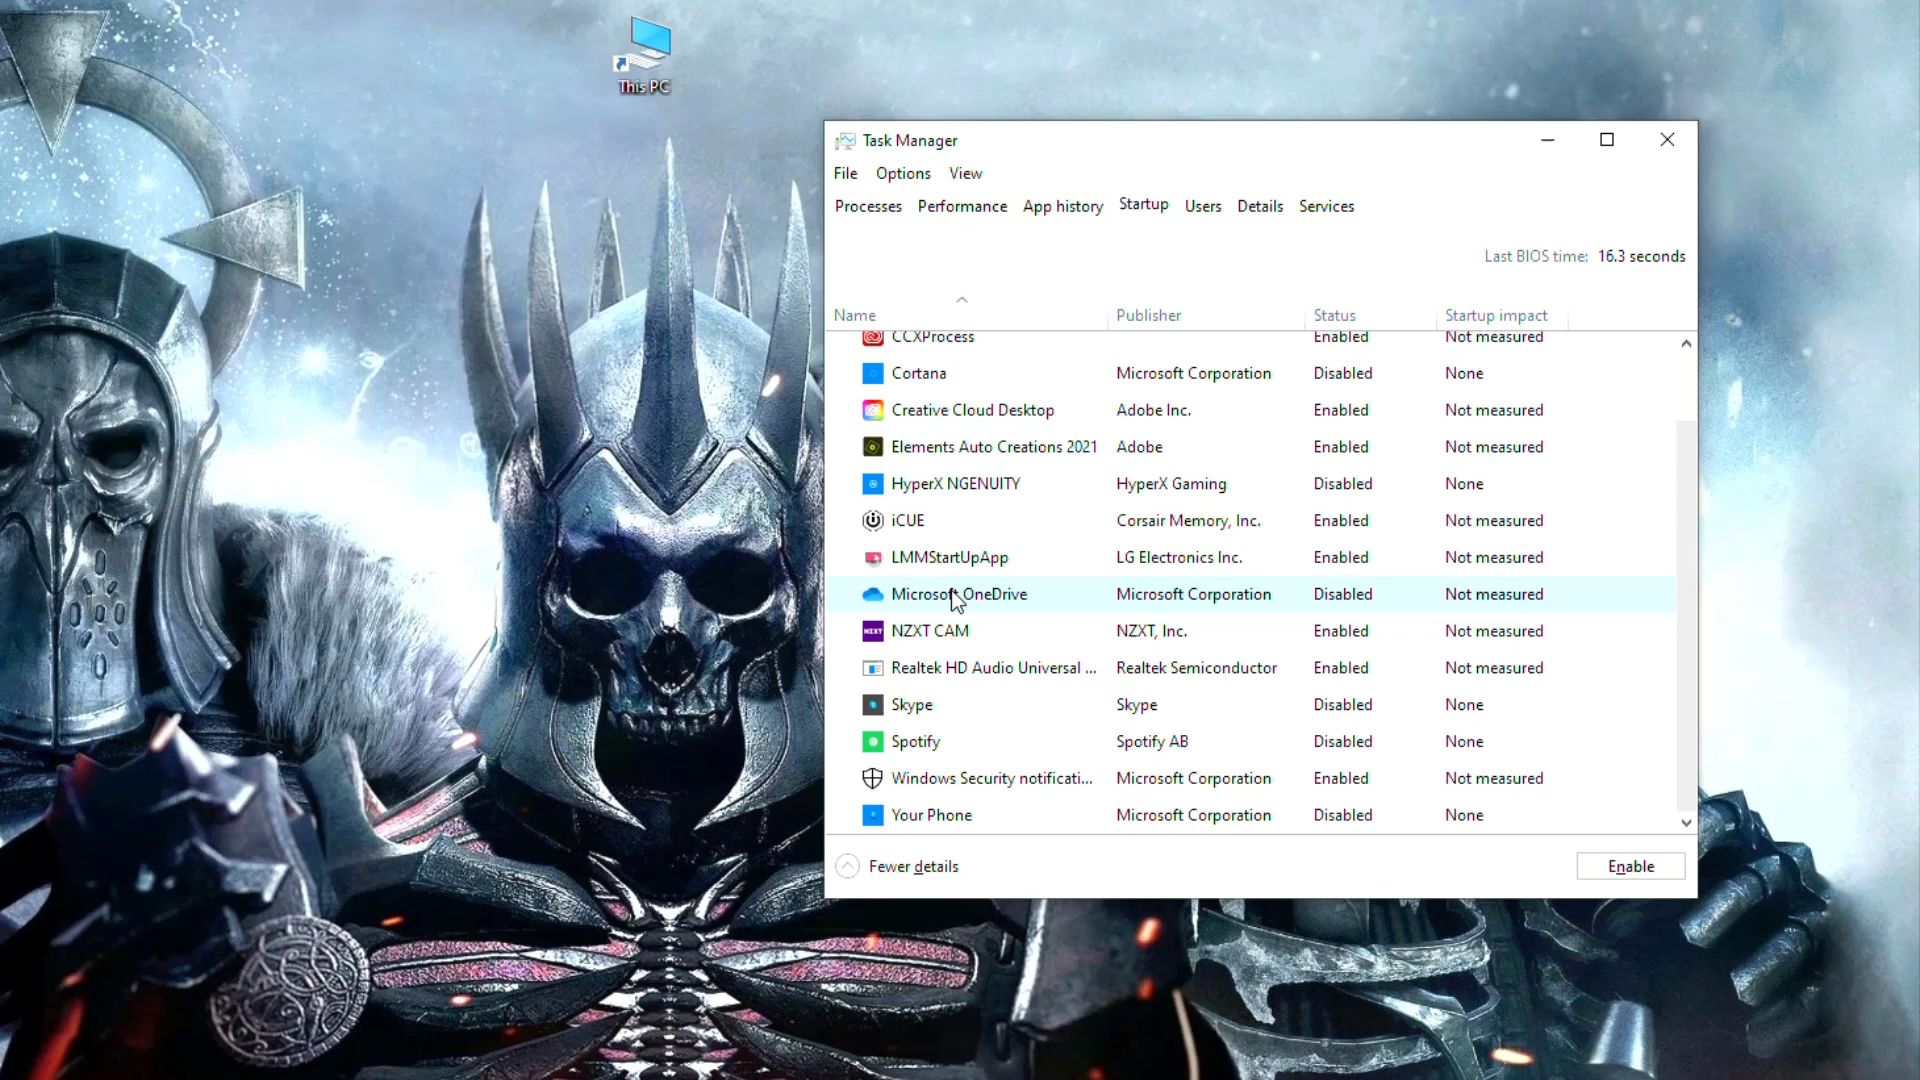 This PC
Task Manager
File Options View
Processes Performance App history Startup Users Details Services
Last BIOS time: 16.3 seconds
Name Publisher Status Startup impact
CCXProcess Enabled Not measured
Cortana Microsoft Corporation Disabled None
Creative Cloud Desktop Adobe Inc. Enabled Not measured
Elements Auto Creations 2021 Adobe Enabled Not measured
HyperX NGENUITY HyperX Gaming Disabled None
iCUE Corsair Memory, Inc. Enabled Not measured
LMMStartUpApp LG Electronics Inc. Enabled Not measured
Microsoft OneDrive Microsoft Corporation Disabled Not measured
NZXT NZXT CAM NZXT, Inc. Enabled Not measured
Realtek HD Audio Universal ... Realtek Semiconductor Enabled Not measured
Skype Skype Disabled None
Spotify Spotify AB Disabled None
Windows Security notificati... Microsoft Corporation Enabled Not measured
Your Phone Microsoft Corporation Disabled None
Fewer details Enable